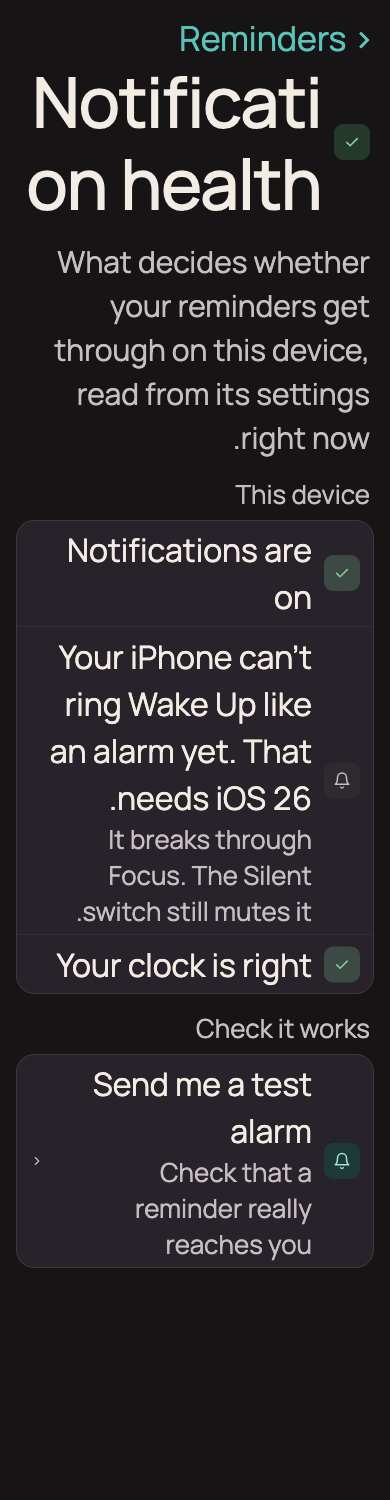 Reminders
Notificati
on health
What decides whether
your reminders get
through on this device,
read from its settings
.right now
This device
Notifications are
on
Your iPhone can't
ring Wake Up like
an alarm yet. That
.needs iOS 26
It breaks through
Focus. The Silent
.switch still mutes it
Your clock is right
Check it works
Send me a test
alarm
Check that a
reminder really
reaches you